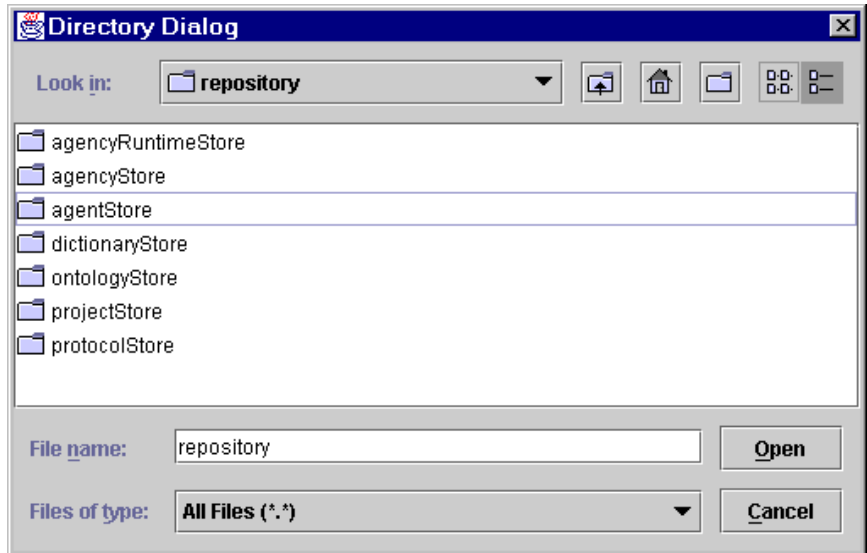 Directory Dialog
Look in: repository
agencyRuntimeStore
agencyStore
agentStore
dictionaryStore
ontologyStore
projectStore
protocolStore
File name: repository Open
Files of type: All Files (*.*) Cancel